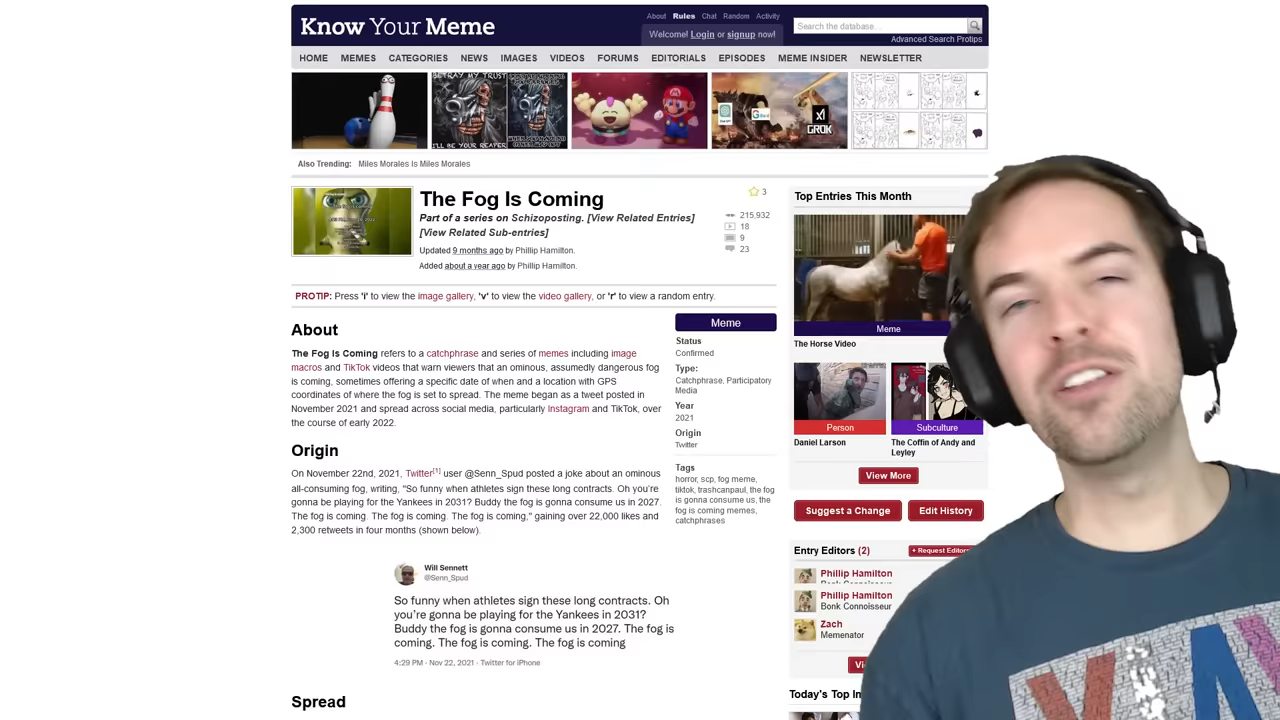 Know Your Meme
About Rules Chat Random Activity
Welcome! Login or signup now!
Search the database...
Advanced Search Protips
HOME MEMES CATEGORIES NEWS IMAGES VIDEOS FORUMS EDITORIALS EPISODES MEME INSIDER NEWSLETTER
GROK
Also Trending: Miles Morales Is Miles Morales
The Fog Is Coming
3
Part of a series on Schizoposting. [View Related Entries]
[View Related Sub-entries]
Updated 9 months ago by Phillip Hamilton.
Added about a year ago by Phillip Hamilton.
215,932
18
9
23
PROTIP: Press 'i' to view the image gallery, 'v' to view the video gallery, or 'r' to view a random entry.
About
The Fog Is Coming refers to a catchphrase and series of memes including image
macros and TikTok videos that warn viewers that an ominous, assumedly dangerous fog
is coming, sometimes offering a specific date of when and a location with GPS
coordinates of where the fog is set to spread. The meme began as a tweet posted in
November 2021 and spread across social media, particularly Instagram and TikTok, over
the course of early 2022.
Origin
On November 22nd, 2021, Twitter[1] user @Senn_Spud posted a joke about an ominous
all-consuming fog, writing, "So funny when athletes sign these long contracts. Oh you're
gonna be playing for the Yankees in 2031? Buddy the fog is gonna consume us in 2027.
The fog is coming. The fog is coming. The fog is coming," gaining over 22,000 likes and
2,300 retweets in four months (shown below).
Will Sennett
@Senn_Spud
So funny when athletes sign these long contracts. Oh
you're gonna be playing for the Yankees in 2031?
Buddy the fog is gonna consume us in 2027. The fog is
coming. The fog is coming. The fog is coming
4:29 PM · Nov 22, 2021 · Twitter for iPhone
Spread
Meme
Status
Confirmed
Type:
Catchphrase, Participatory
Media
Year
2021
Origin
Twitter
Tags
horror, scp, fog meme,
tiktok, trashcanpaul, the fog
is gonna consume us, the
fog is coming memes,
catchphrases
Top Entries This Month
Meme
The Horse Video
Person
Daniel Larson
Subculture
The Coffin of Andy and
Leyley
View More
Suggest a Change
Edit History
Entry Editors (2)
+ Request Editors
Phillip Hamilton
Bonk Connoisseur
Phillip Hamilton
Bonk Connoisseur
Zach
Memenator
Today's Top